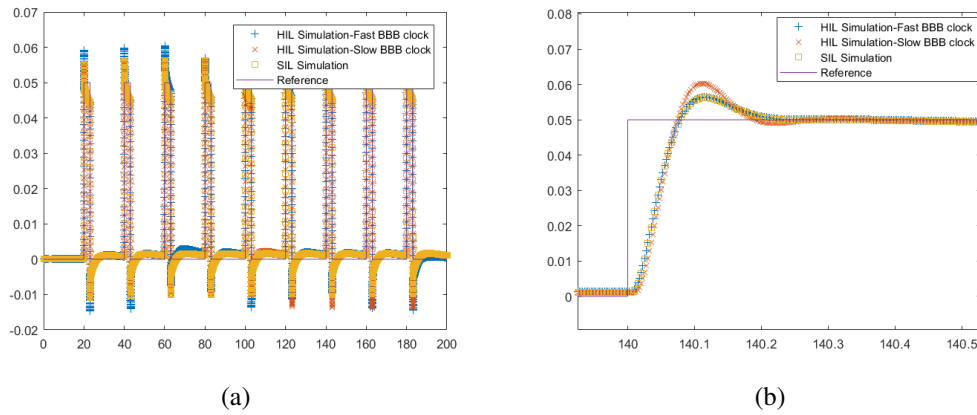 0.07
0.06
0.05
0.04
0.03
0.02
0.01
0
-0.01
-0.02
0 20 40 60 80 100 120 140 160 180 200
HIL Simulation-Fast BBB clock
HIL Simulation-Slow BBB clock
SIL Simulation
Reference
(a)
0.08
0.07
0.06
0.05
0.04
0.03
0.02
0.01
0
140 140.1 140.2 140.3 140.4 140.5
HIL Simulation-Fast BBB clock
HIL Simulation-Slow BBB clock
SIL Simulation
Reference
(b)